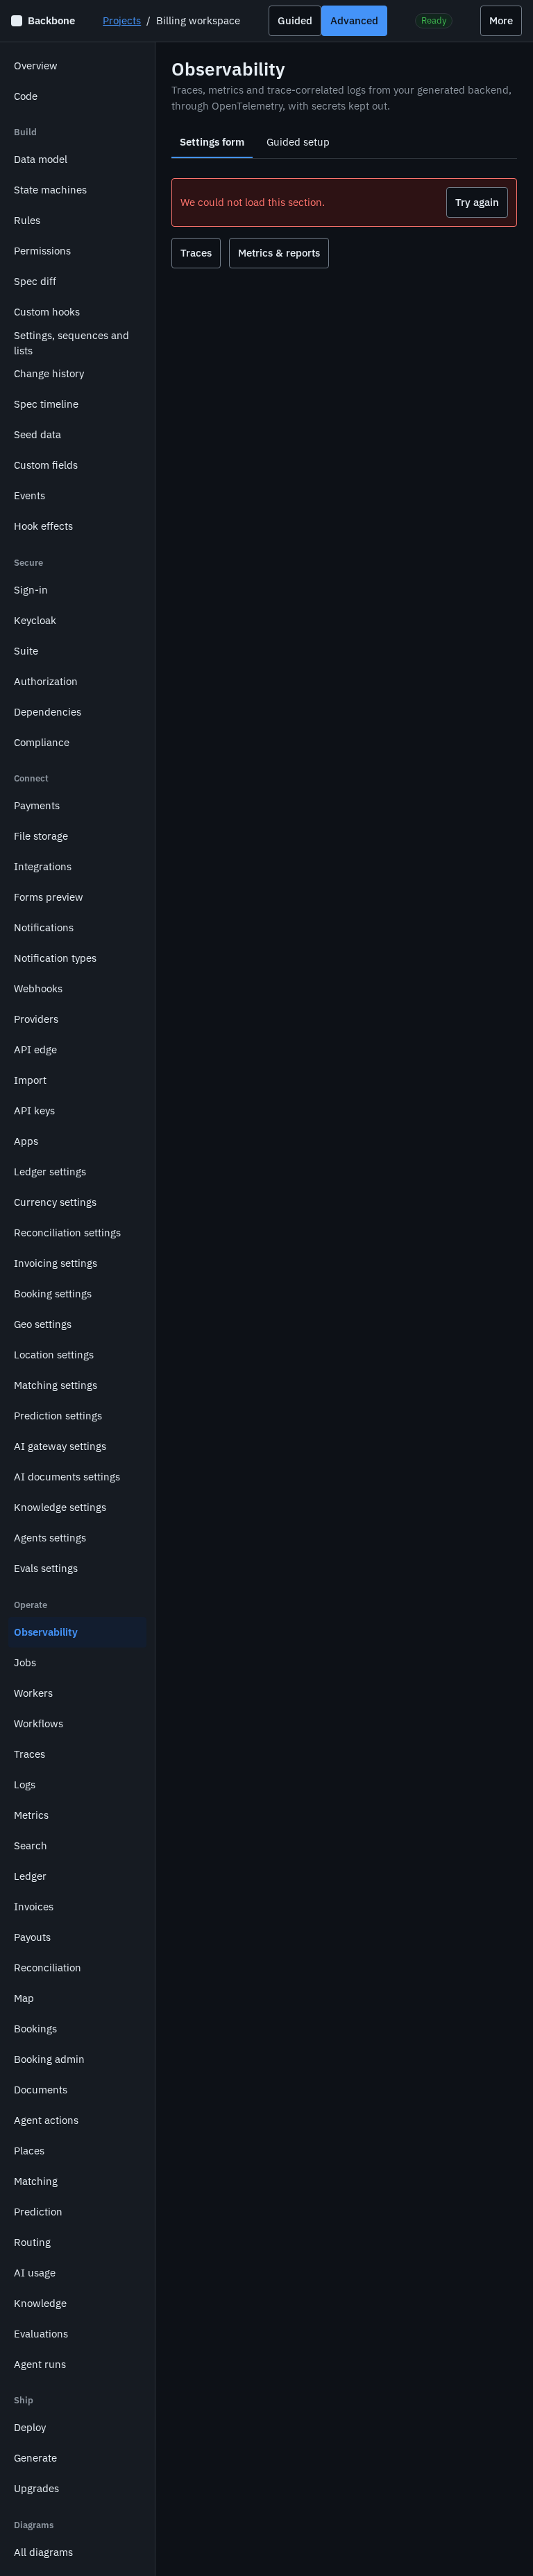 Backbone
Projects / Billing workspace
Guided
Advanced
Ready
More
Overview
Code
Build
Data model
State machines
Rules
Permissions
Spec diff
Custom hooks
Settings, sequences and
lists
Change history
Spec timeline
Seed data
Custom fields
Events
Hook effects
Secure
Sign-in
Keycloak
Suite
Authorization
Dependencies
Compliance
Connect
Payments
File storage
Integrations
Forms preview
Notifications
Notification types
Webhooks
Providers
API edge
Import
API keys
Apps
Ledger settings
Currency settings
Reconciliation settings
Invoicing settings
Booking settings
Geo settings
Location settings
Matching settings
Prediction settings
AI gateway settings
AI documents settings
Knowledge settings
Agents settings
Evals settings
Operate
Observability
Jobs
Workers
Workflows
Traces
Logs
Metrics
Search
Ledger
Invoices
Payouts
Reconciliation
Map
Bookings
Booking admin
Documents
Agent actions
Places
Matching
Prediction
Routing
AI usage
Knowledge
Evaluations
Agent runs
Ship
Deploy
Generate
Upgrades
Diagrams
All diagrams
Observability
Traces, metrics and trace-correlated logs from your generated backend,
through OpenTelemetry, with secrets kept out.
Settings form
Guided setup
We could not load this section.
Try again
Traces
Metrics & reports